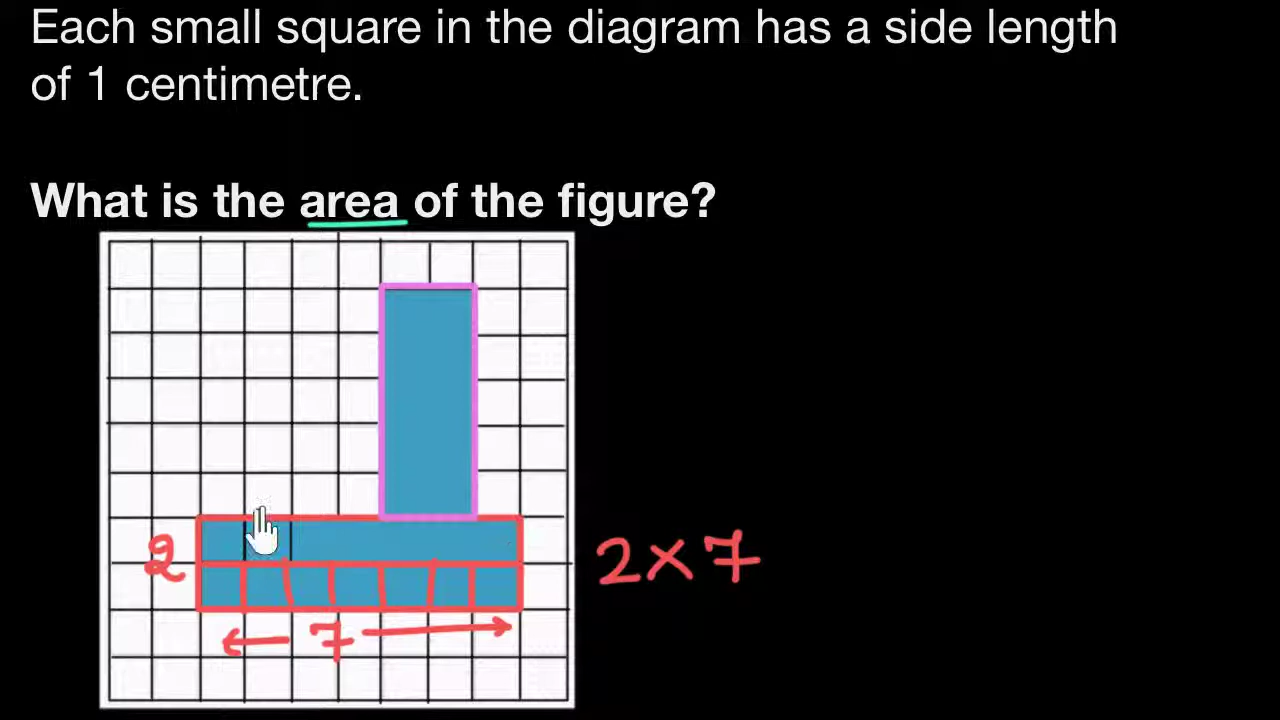 Each small square in the diagram has a side length
of 1 centimetre.
What is the area of the figure?
2
2 × 7
7